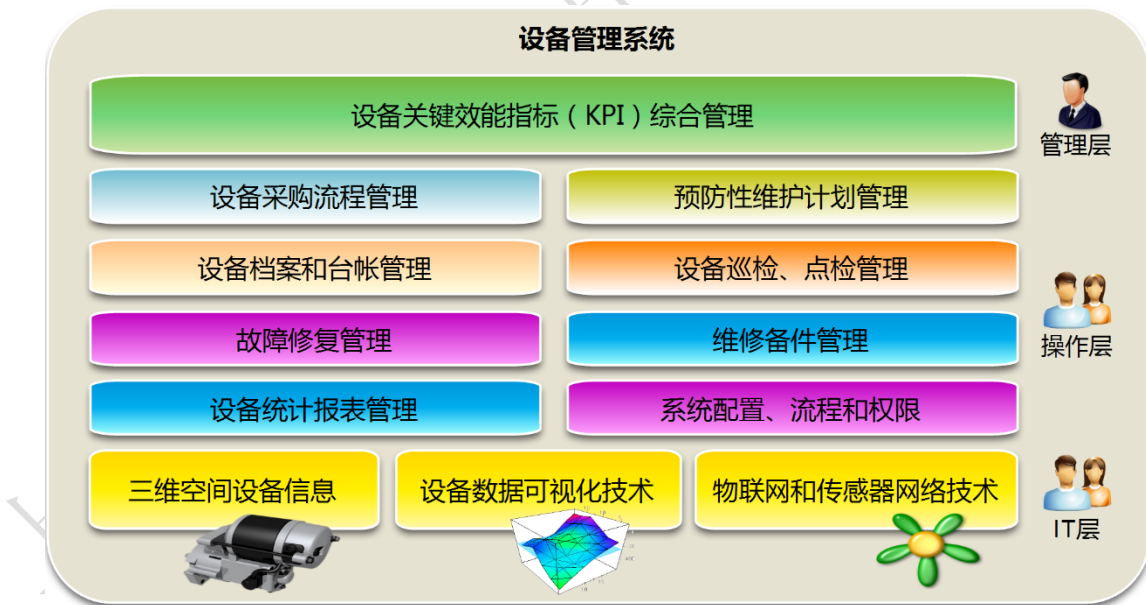 设备管理系统
设备关键效能指标（KPI）综合管理
管理层
设备采购流程管理
预防性维护计划管理
设备档案和台帐管理
设备巡检、点检管理
操作层
故障修复管理
维修备件管理
设备统计报表管理
系统配置、流程和权限
三维空间设备信息
设备数据可视化技术
物联网和传感器网络技术
IT层